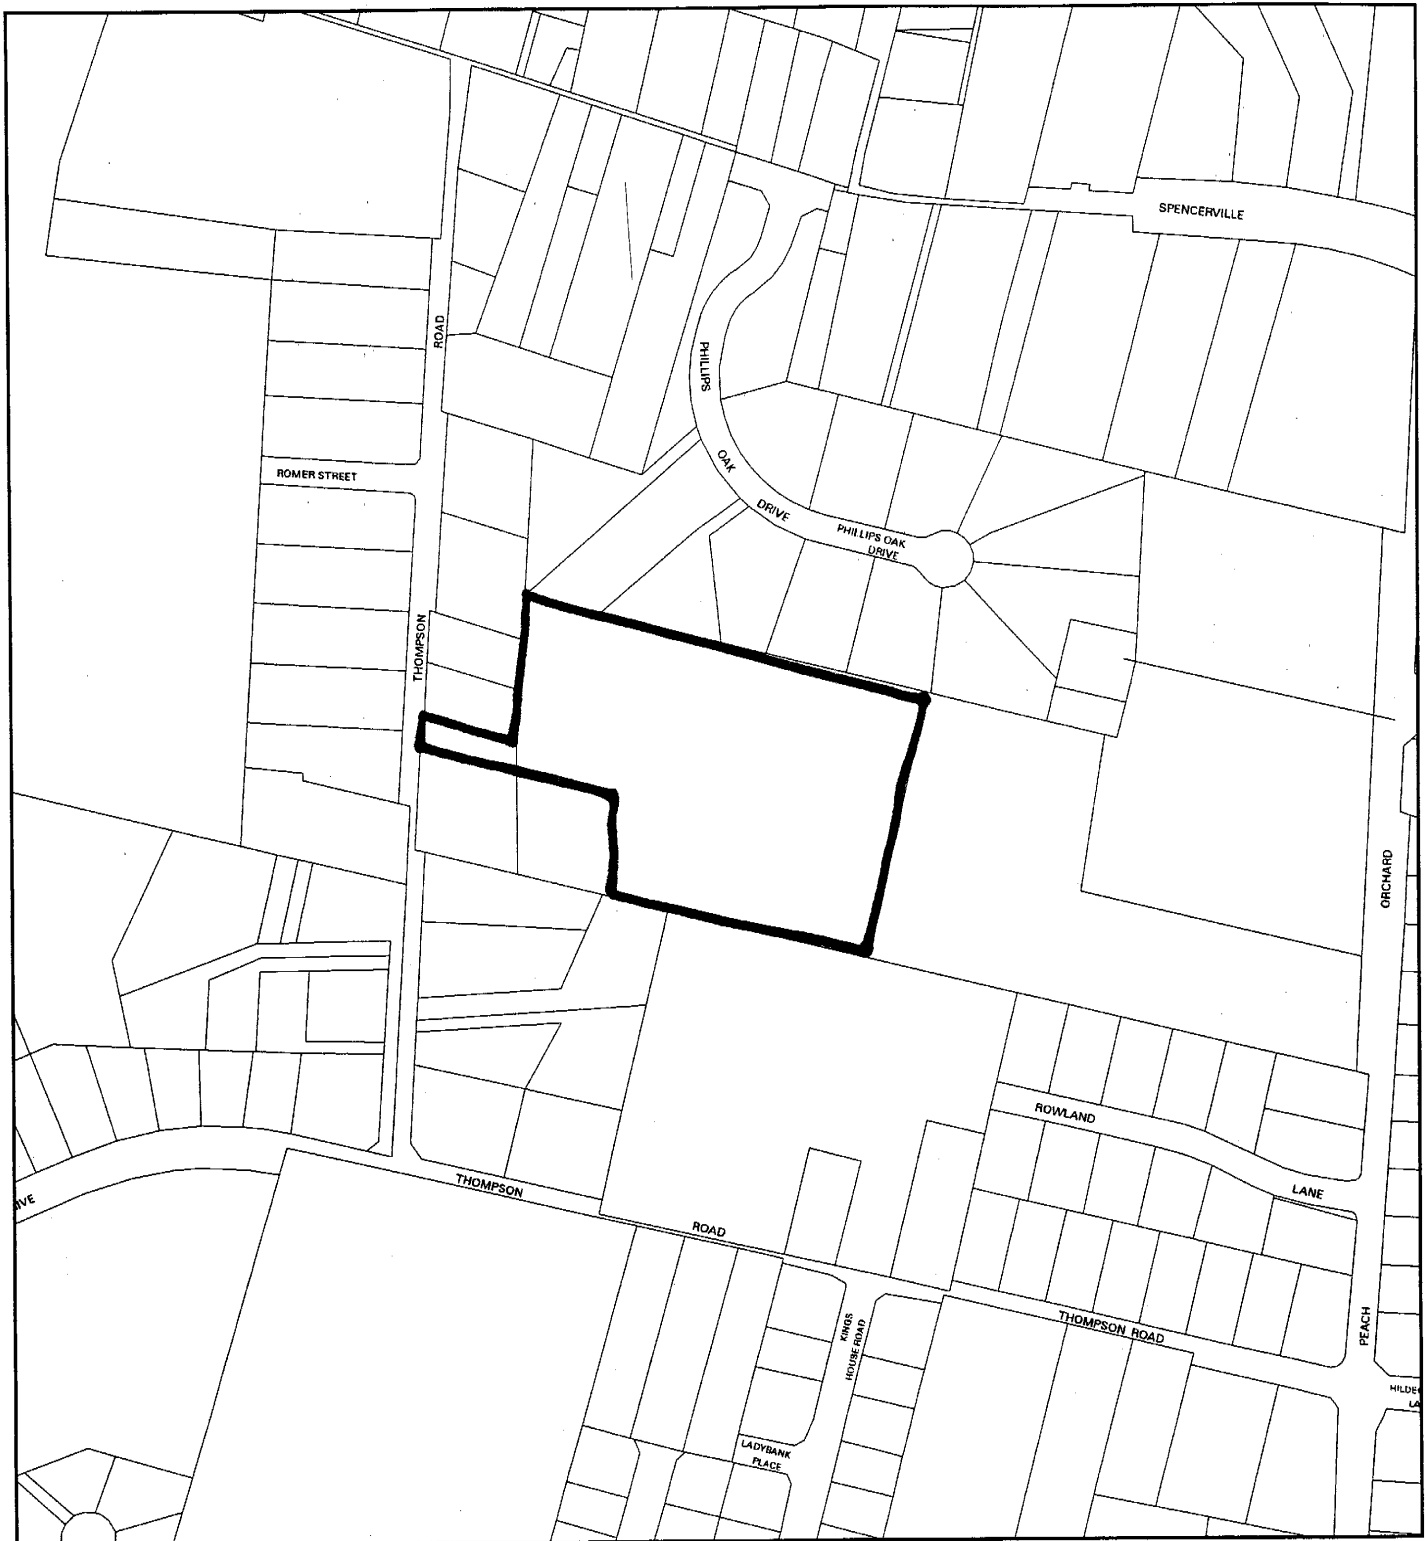 SPENCERVILLE
ROAD
PHILLIPS
OAK
DRIVE
PHILLIPS OAK
DRIVE
ROMER STREET
THOMPSON
ORCHARD
ROWLAND
LANE
THOMPSON
ROAD
KINGS
HOUSE ROAD
THOMPSON ROAD
PEACH
LADYBANK
PLACE